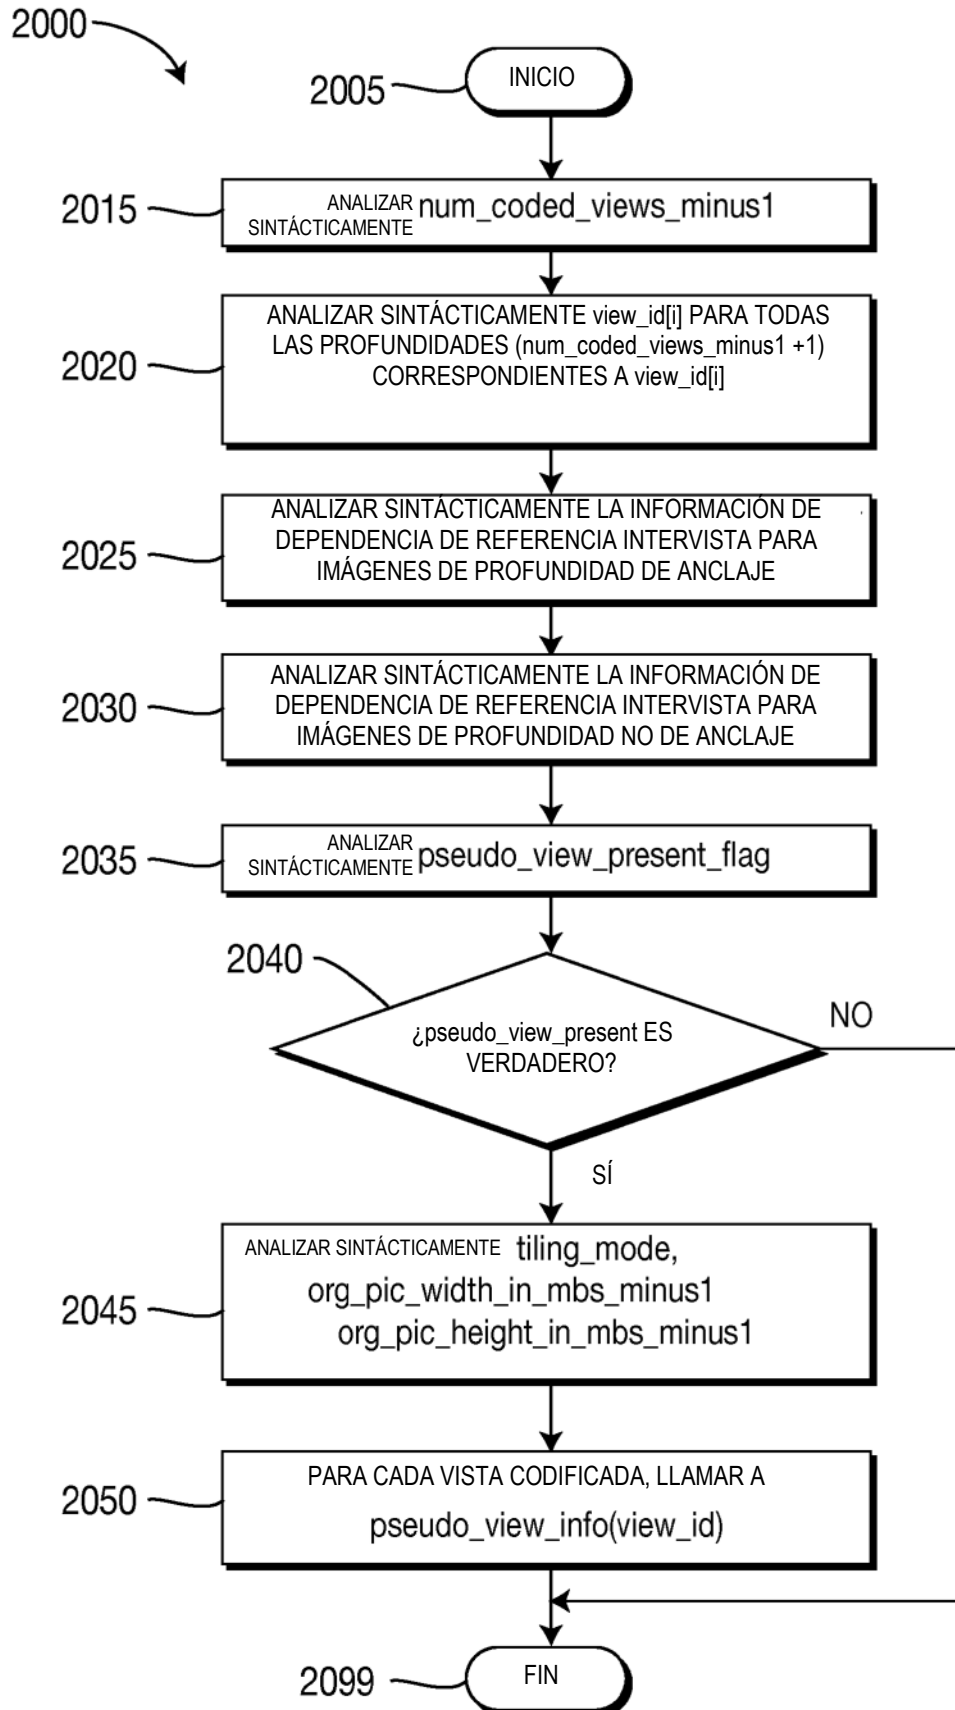 2000
2005
INICIO
2015
ANALIZAR
SINTÁCTICAMENTE num_coded_views_minus1
2020
ANALIZAR SINTÁCTICAMENTE view_id[i] PARA TODAS
LAS PROFUNDIDADES (num_coded_views_minus1 +1)
CORRESPONDIENTES A view_id[i]
2025
ANALIZAR SINTÁCTICAMENTE LA INFORMACIÓN DE
DEPENDENCIA DE REFERENCIA INTERVISTA PARA
IMÁGENES DE PROFUNDIDAD DE ANCLAJE
2030
ANALIZAR SINTÁCTICAMENTE LA INFORMACIÓN DE
DEPENDENCIA DE REFERENCIA INTERVISTA PARA
IMÁGENES DE PROFUNDIDAD NO DE ANCLAJE
2035
ANALIZAR
SINTÁCTICAMENTE pseudo_view_present_flag
2040
¿pseudo_view_present ES
VERDADERO?
NO
SÍ
2045
ANALIZAR SINTÁCTICAMENTE tiling_mode,
org_pic_width_in_mbs_minus1
org_pic_height_in_mbs_minus1
2050
PARA CADA VISTA CODIFICADA, LLAMAR A
pseudo_view_info(view_id)
2099
FIN